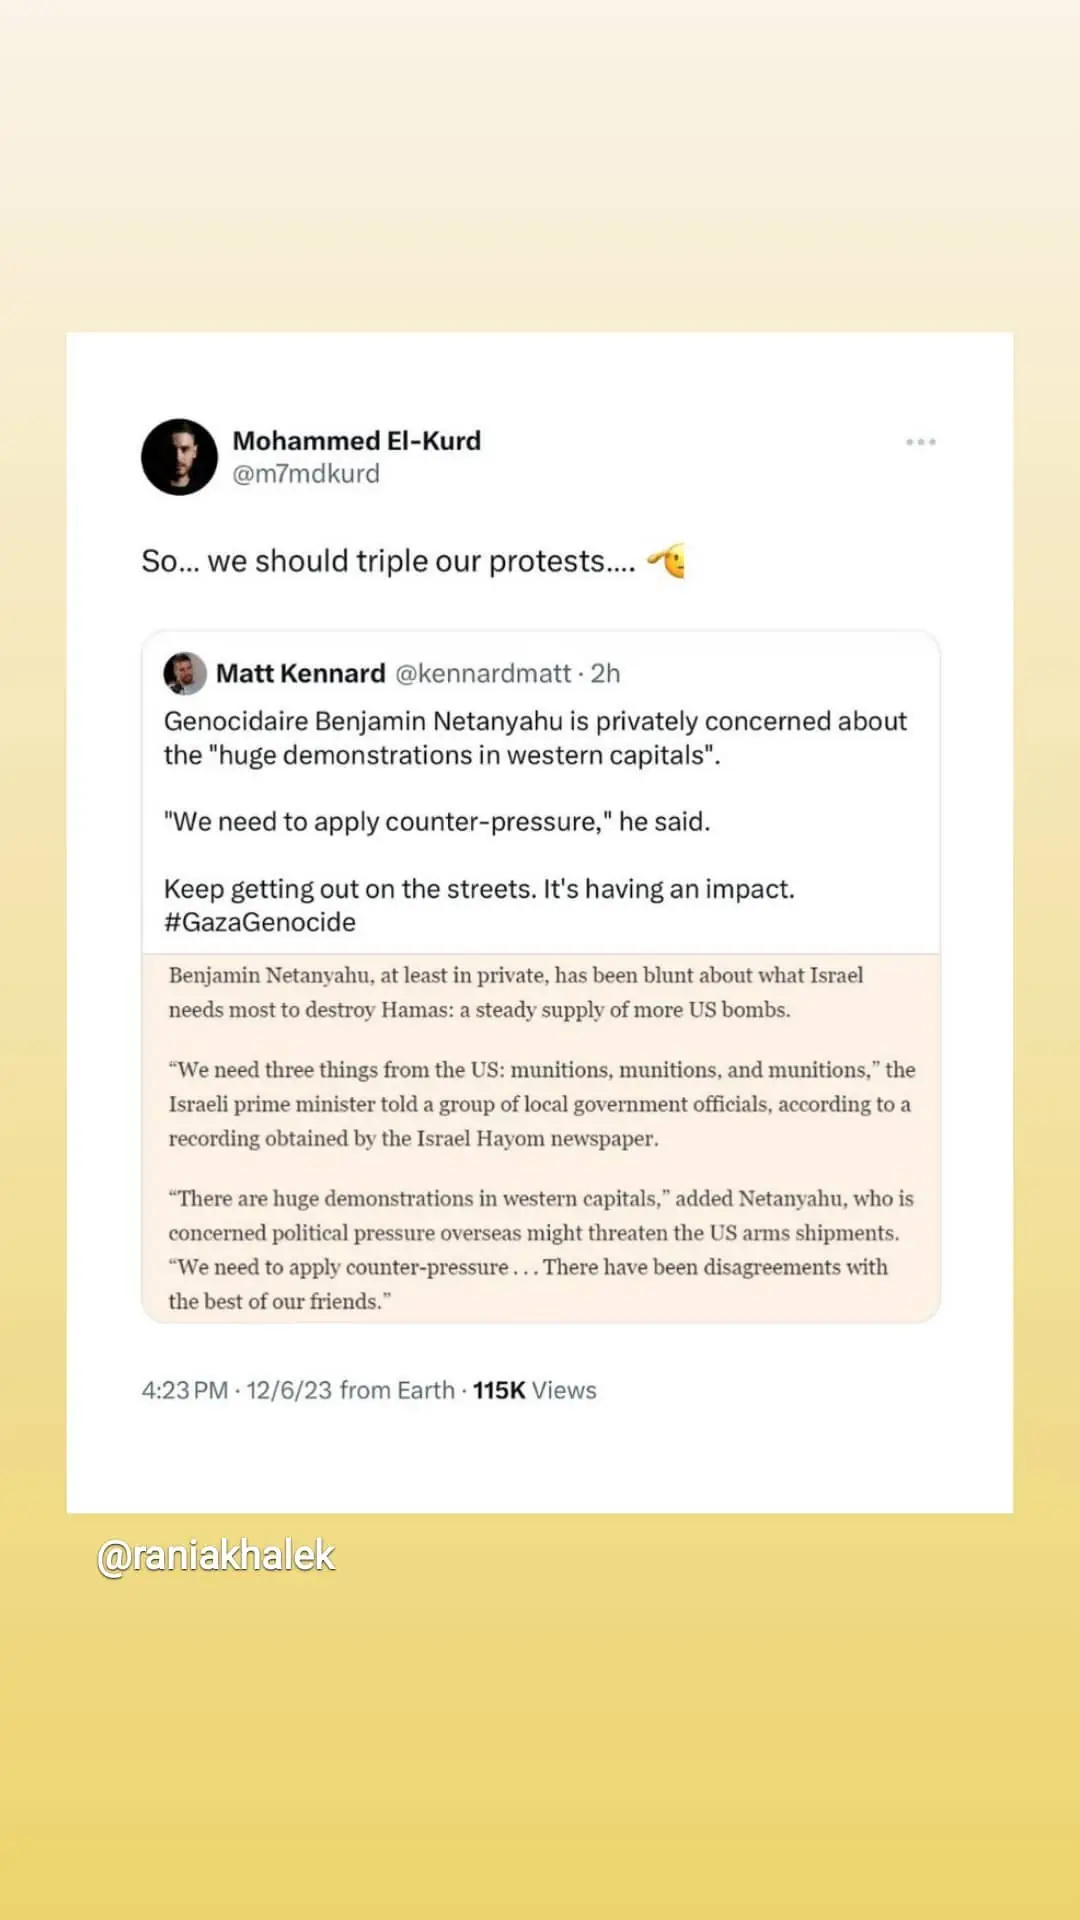 Mohammed El-Kurd
@m7mdkurd
So... we should triple our protests.... 🫡
Matt Kennard @kennardmatt · 2h
Genocidaire Benjamin Netanyahu is privately concerned about
the "huge demonstrations in western capitals".
"We need to apply counter-pressure," he said.
Keep getting out on the streets. It's having an impact.
#GazaGenocide
Benjamin Netanyahu, at least in private, has been blunt about what Israel
needs most to destroy Hamas: a steady supply of more US bombs.
“We need three things from the US: munitions, munitions, and munitions,” the
Israeli prime minister told a group of local government officials, according to a
recording obtained by the Israel Hayom newspaper.
“There are huge demonstrations in western capitals,” added Netanyahu, who is
concerned political pressure overseas might threaten the US arms shipments.
“We need to apply counter-pressure . . . There have been disagreements with
the best of our friends.”
4:23 PM · 12/6/23 from Earth · 115K Views
@raniakhalek